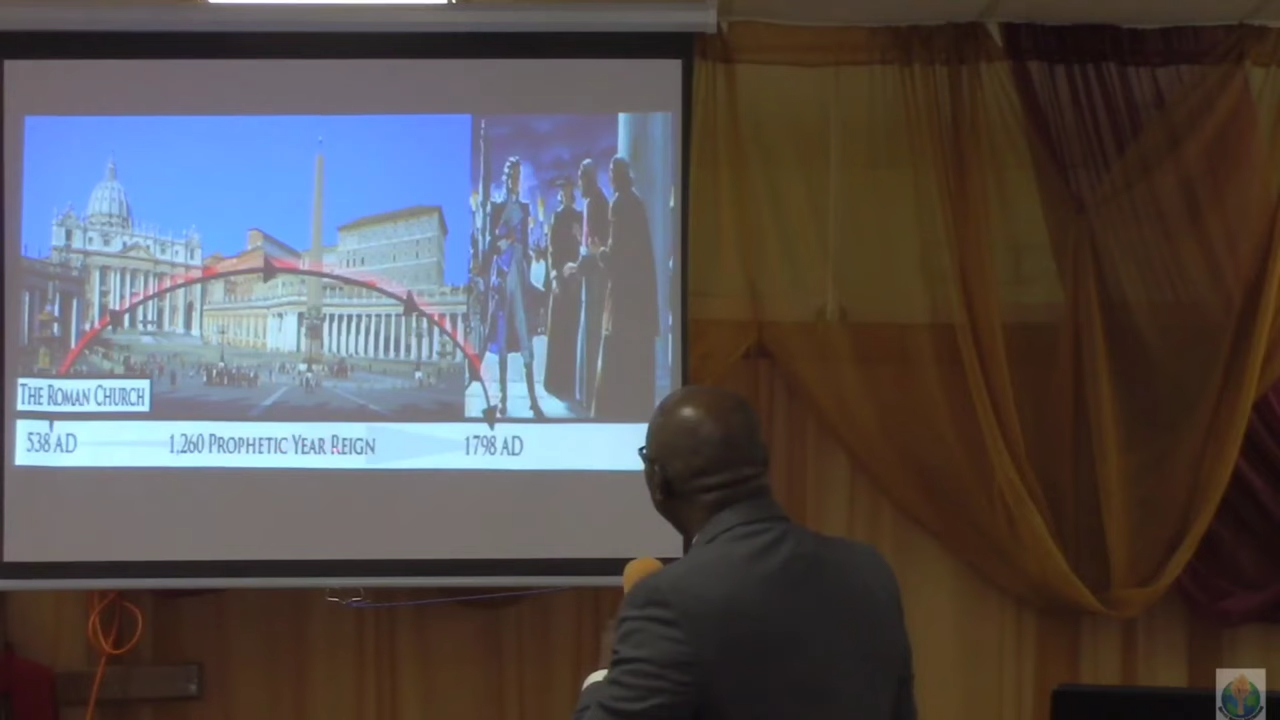 THE ROMAN CHURCH
538 AD 1,260 PROPHETIC YEAR REIGN 1798 AD